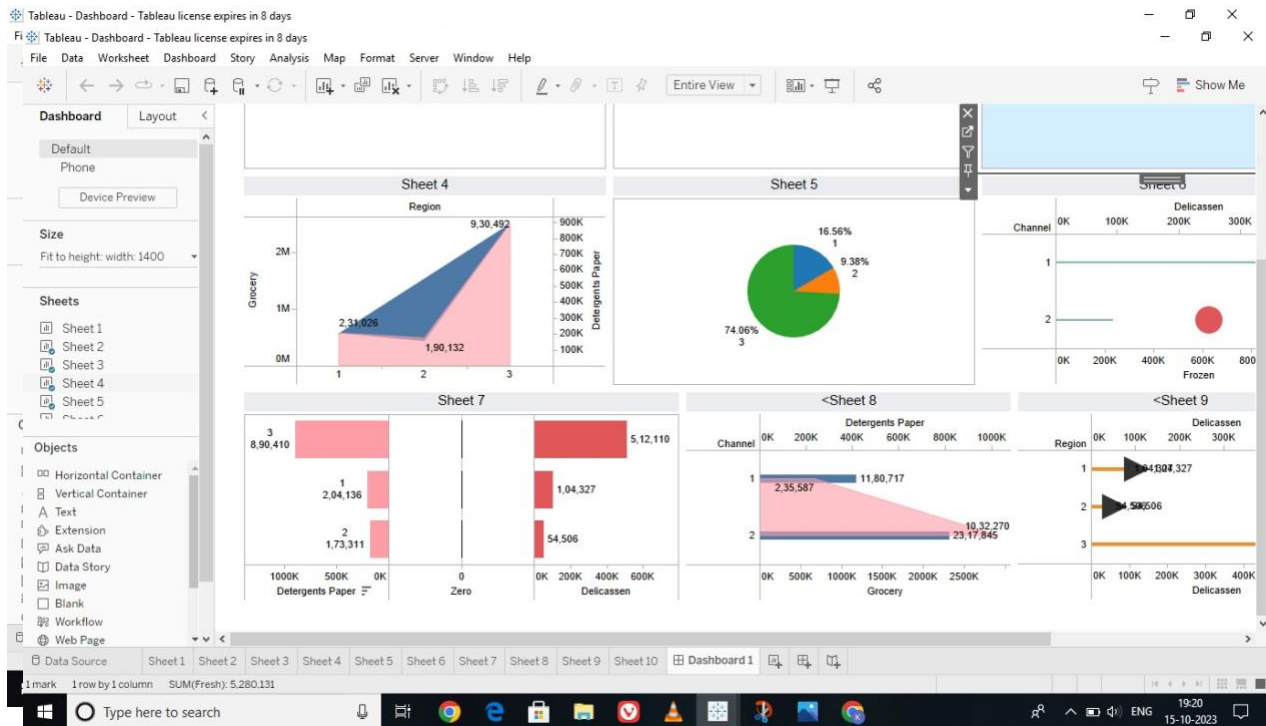 Tableau - Dashboard - Tableau license expires in 8 days
Fi Tableau - Dashboard - Tableau license expires in 8 days
File Data Worksheet Dashboard Story Analysis Map Format Server Window Help
Entire View Show Me
Dashboard Layout
Default
Phone
Device Preview
Size
Fit to height: width: 1400
Sheets
Sheet 1
Sheet 2
Sheet 3
Sheet 4
Sheet 5
Objects
Horizontal Container
Vertical Container
Text
Extension
Ask Data
Data Story
Image
Blank
Workflow
Web Page
Sheet 4
Region
9,30,492
2M
1M
0M
Grocery
2,31,026
1,90,132
900K
800K
700K
600K
500K
400K
300K
200K
100K
Detergents Paper
1 2 3
Sheet 5
16.56%
1
9.38%
2
74.06%
3
Sheet 6
Delicassen
Channel 0K 100K 200K 300K
1
2
0K 200K 400K 600K 800
Frozen
Sheet 7
3
8,90,410
5,12,110
1
2,04,136
1,04,327
2
1,73,311
54,506
1000K 500K 0K 0 0K 200K 400K 600K
Detergents Paper Zero Delicassen
<Sheet 8
Detergents Paper
Channel 0K 200K 400K 600K 800K 1000K
1 11,80,717
2,35,587
10,32,270
2 23,17,845
0K 500K 1000K 1500K 2000K 2500K
Grocery
<Sheet 9
Delicassen
Region 0K 100K 200K 300K
1
2
3
0K 100K 200K 300K 400K
Delicassen
Data Source Sheet 1 Sheet 2 Sheet 3 Sheet 4 Sheet 5 Sheet 6 Sheet 7 Sheet 8 Sheet 9 Sheet 10 Dashboard 1
1 mark 1 row by 1 column SUM(Fresh): 5,280,131
Type here to search
ENG
19:20
15-10-2023